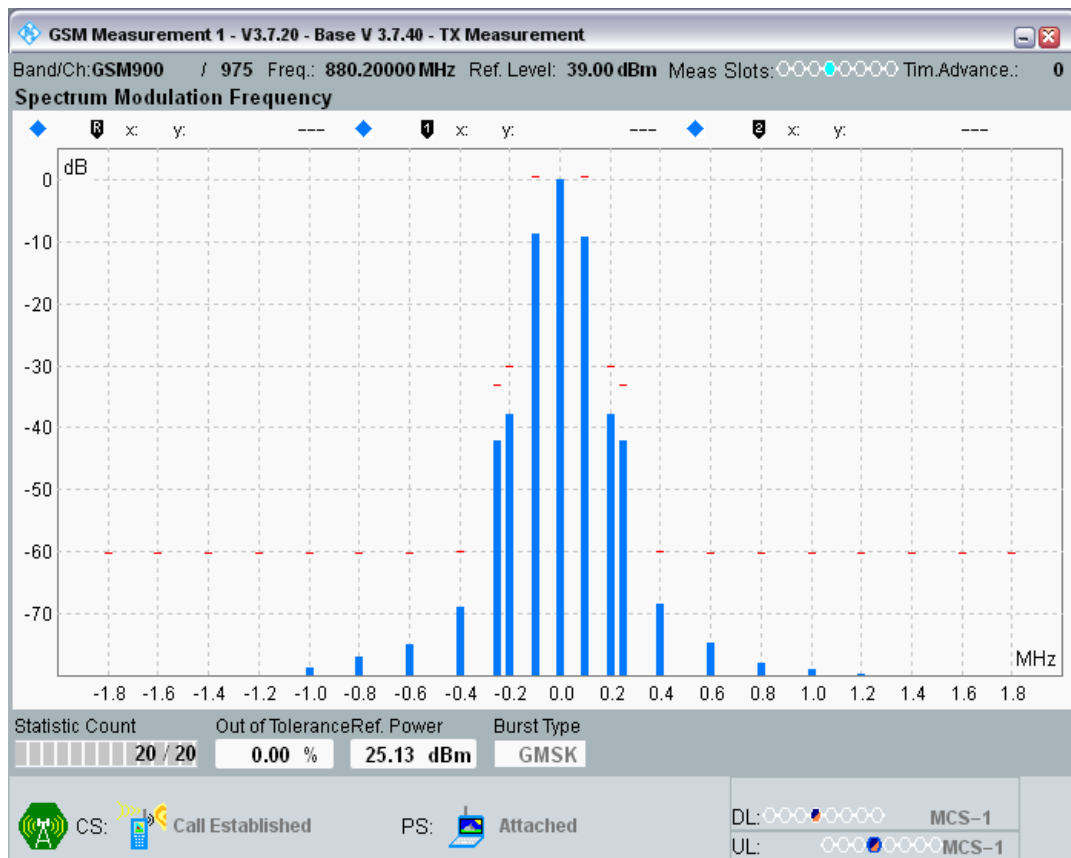 GSM Measurement 1 - V3.7.20 - Base V 3.7.40 - TX Measurement
Band/Ch:GSM900 / 975 Freq.: 880.20000 MHz Ref. Level: 39.00 dBm Meas Slots: Tim.Advance.: 0
Spectrum Modulation Frequency
R x: y: --- 1 x: y: --- 2 x: y: ---
dB
0
-10
-20
-30
-40
-50
-60
-70
MHz
-1.8 -1.6 -1.4 -1.2 -1.0 -0.8 -0.6 -0.4 -0.2 0.0 0.2 0.4 0.6 0.8 1.0 1.2 1.4 1.6 1.8
Statistic Count Out of Tolerance Ref. Power Burst Type
20 / 20 0.00 % 25.13 dBm GMSK
CS: Call Established PS: Attached
DL: MCS-1
UL: MCS-1